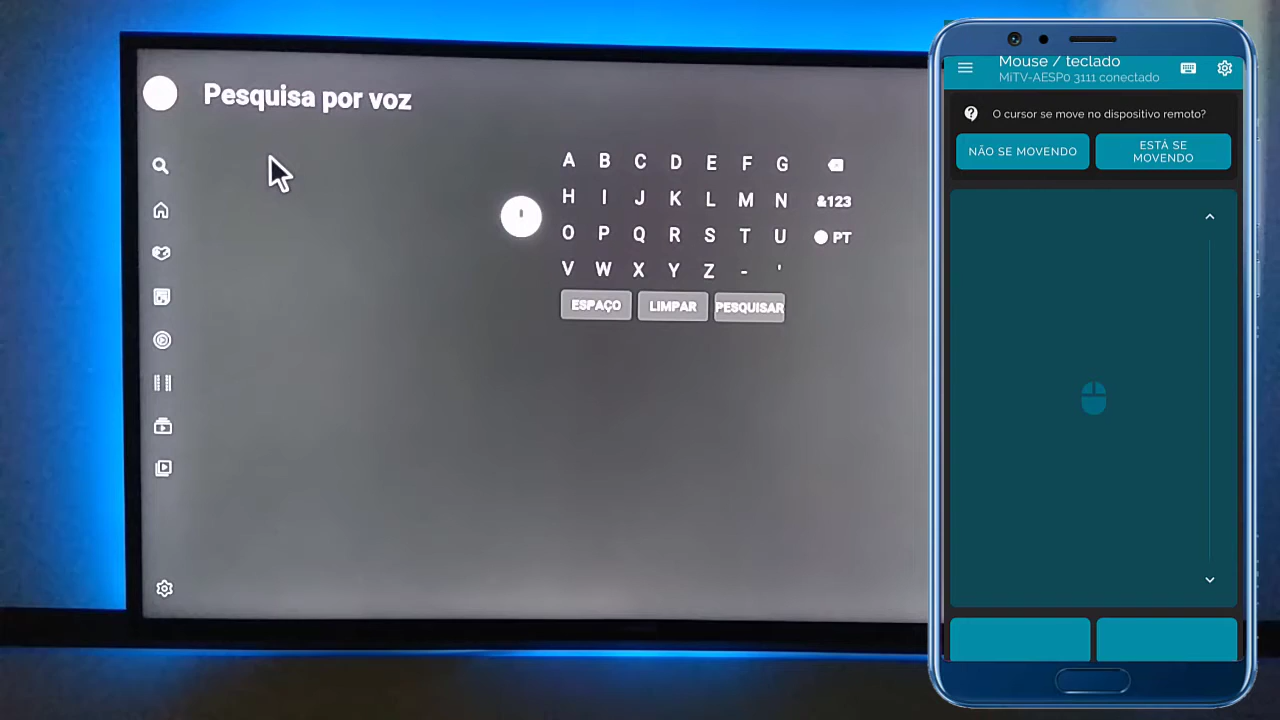 Pesquisa por voz
A B C D E F G
H I J K L M N &123
O P Q R S T U PT
V W X Y Z - '
ESPAÇO LIMPAR PESQUISAR
Mouse / teclado
MiTV-AESP0 3111 conectado
O cursor se move no dispositivo remoto?
NÃO SE MOVENDO
ESTÁ SE
MOVENDO